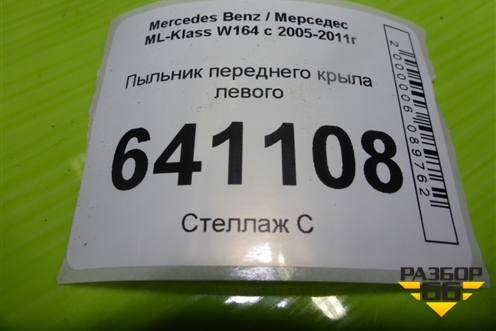 Mercedes Benz / Мерседес
ML-Klass W164 с 2005-2011г
Пыльник переднего крыла
левого
641108
Стеллаж С
2000006089762
РАЗБОР
66